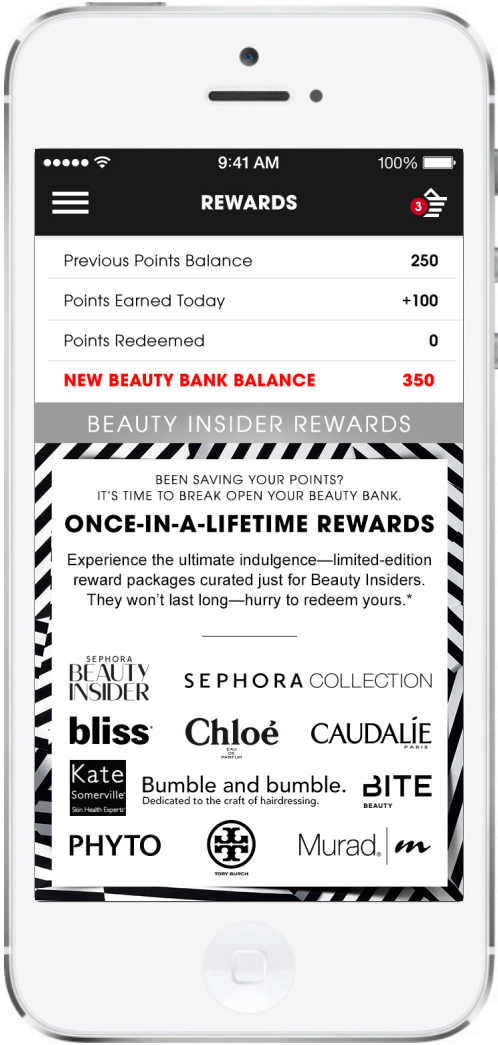 9:41 AM 100%
REWARDS 3
Previous Points Balance 250
Points Earned Today +100
Points Redeemed 0
NEW BEAUTY BANK BALANCE 350
BEAUTY INSIDER REWARDS
BEEN SAVING YOUR POINTS?
IT'S TIME TO BREAK OPEN YOUR BEAUTY BANK.
ONCE-IN-A-LIFETIME REWARDS
Experience the ultimate indulgence—limited-edition
reward packages curated just for Beauty Insiders.
They won't last long—hurry to redeem yours.*
SEPHORA
BEAUTY
INSIDER
SEPHORA COLLECTION
bliss
Chloé
EAU
DE
PARFUM
CAUDALÍE
PARIS
Kate
Somerville
Skin Health Experts
Bumble and bumble.
Dedicated to the craft of hairdressing.
BITE
BEAUTY
PHYTO
TORY BURCH
Murad® m